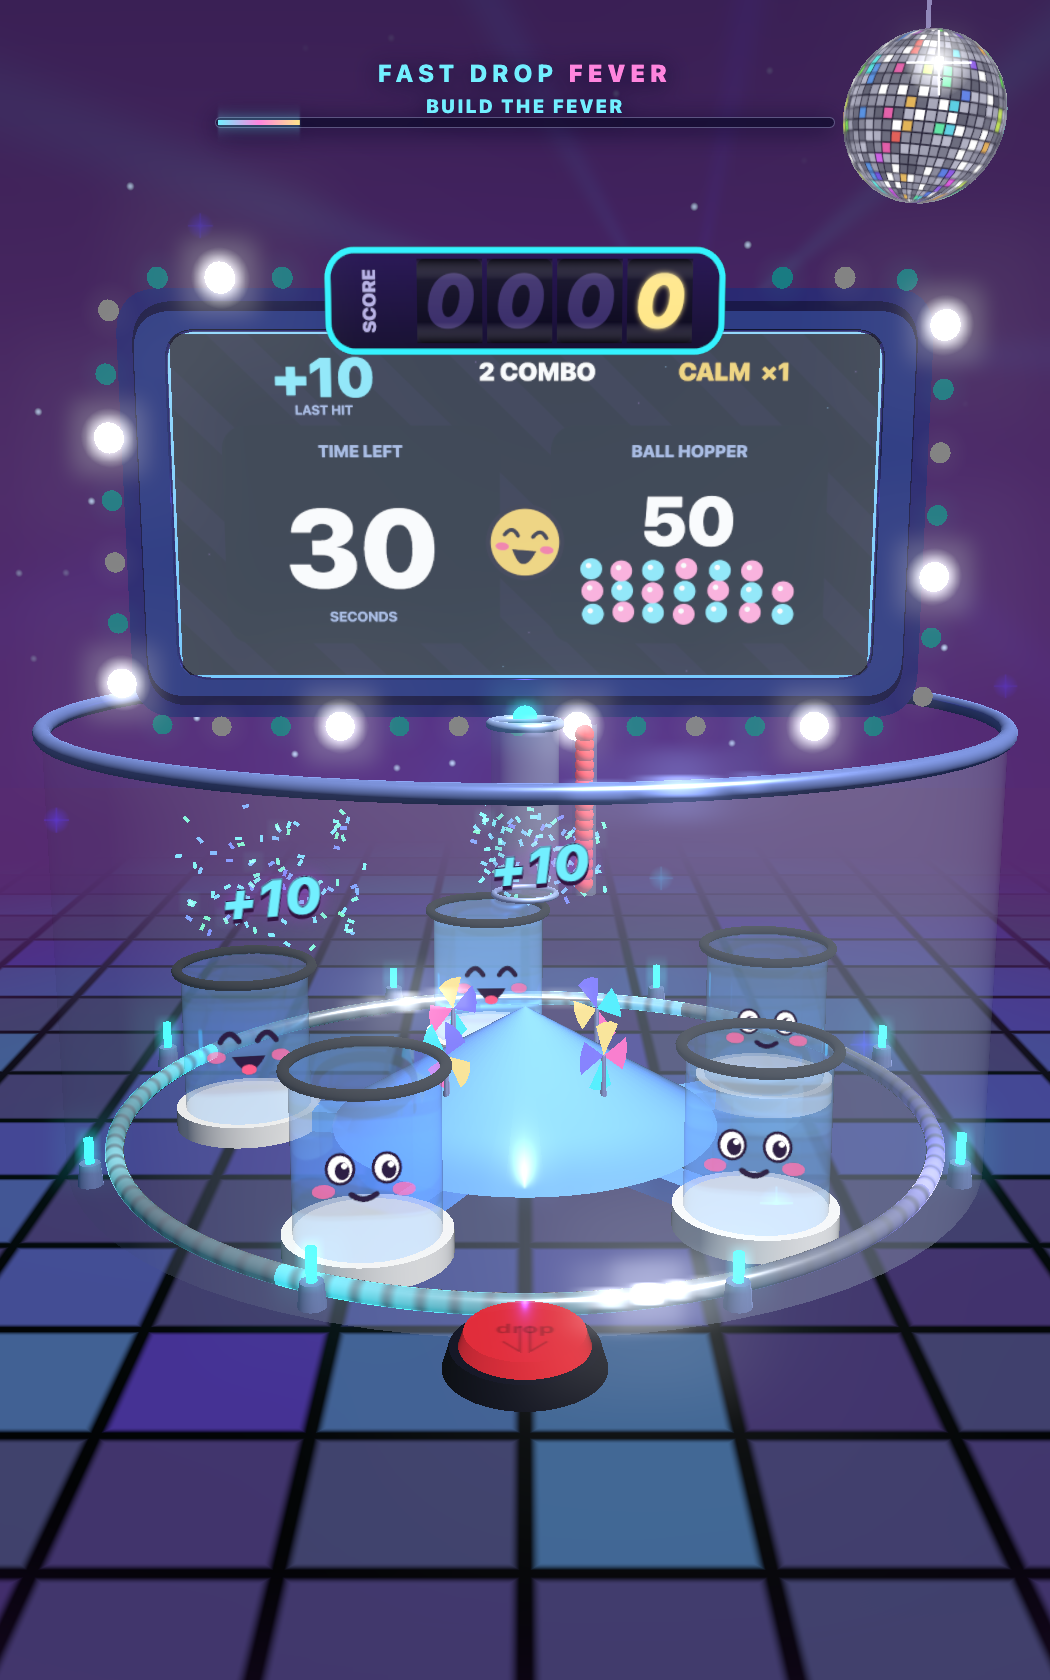 FAST DROP FEVER
BUILD THE FEVER
SCORE
0000
+10
LAST HIT
2 COMBO
CALM ×1
TIME LEFT
30
SECONDS
BALL HOPPER
50
+10
+10
drop